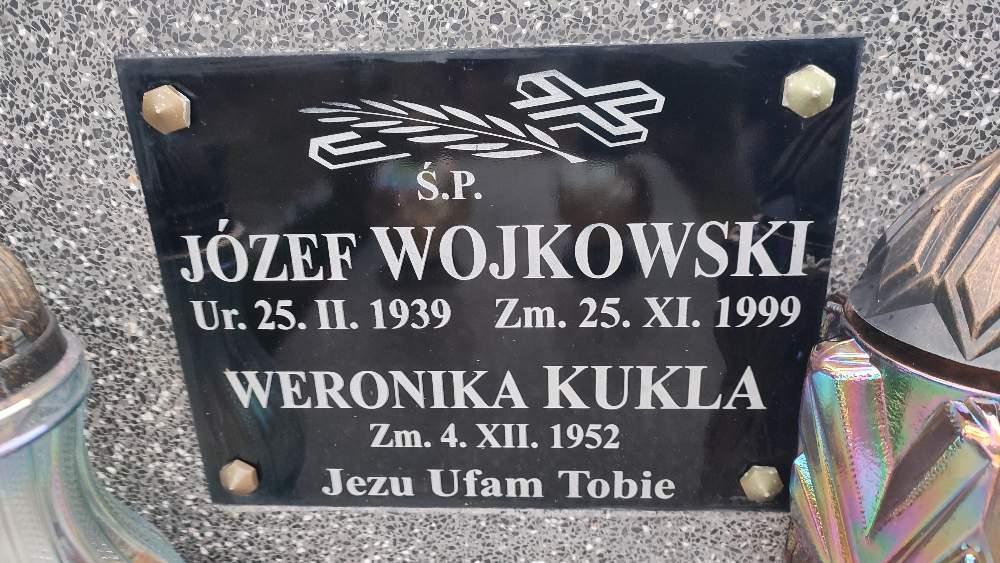 Ś.P.
JÓZEF WOJKOWSKI
Ur. 25. II. 1939 Zm. 25. XI. 1999
WERONIKA KUKLA
Zm. 4. XII. 1952
Jezu Ufam Tobie